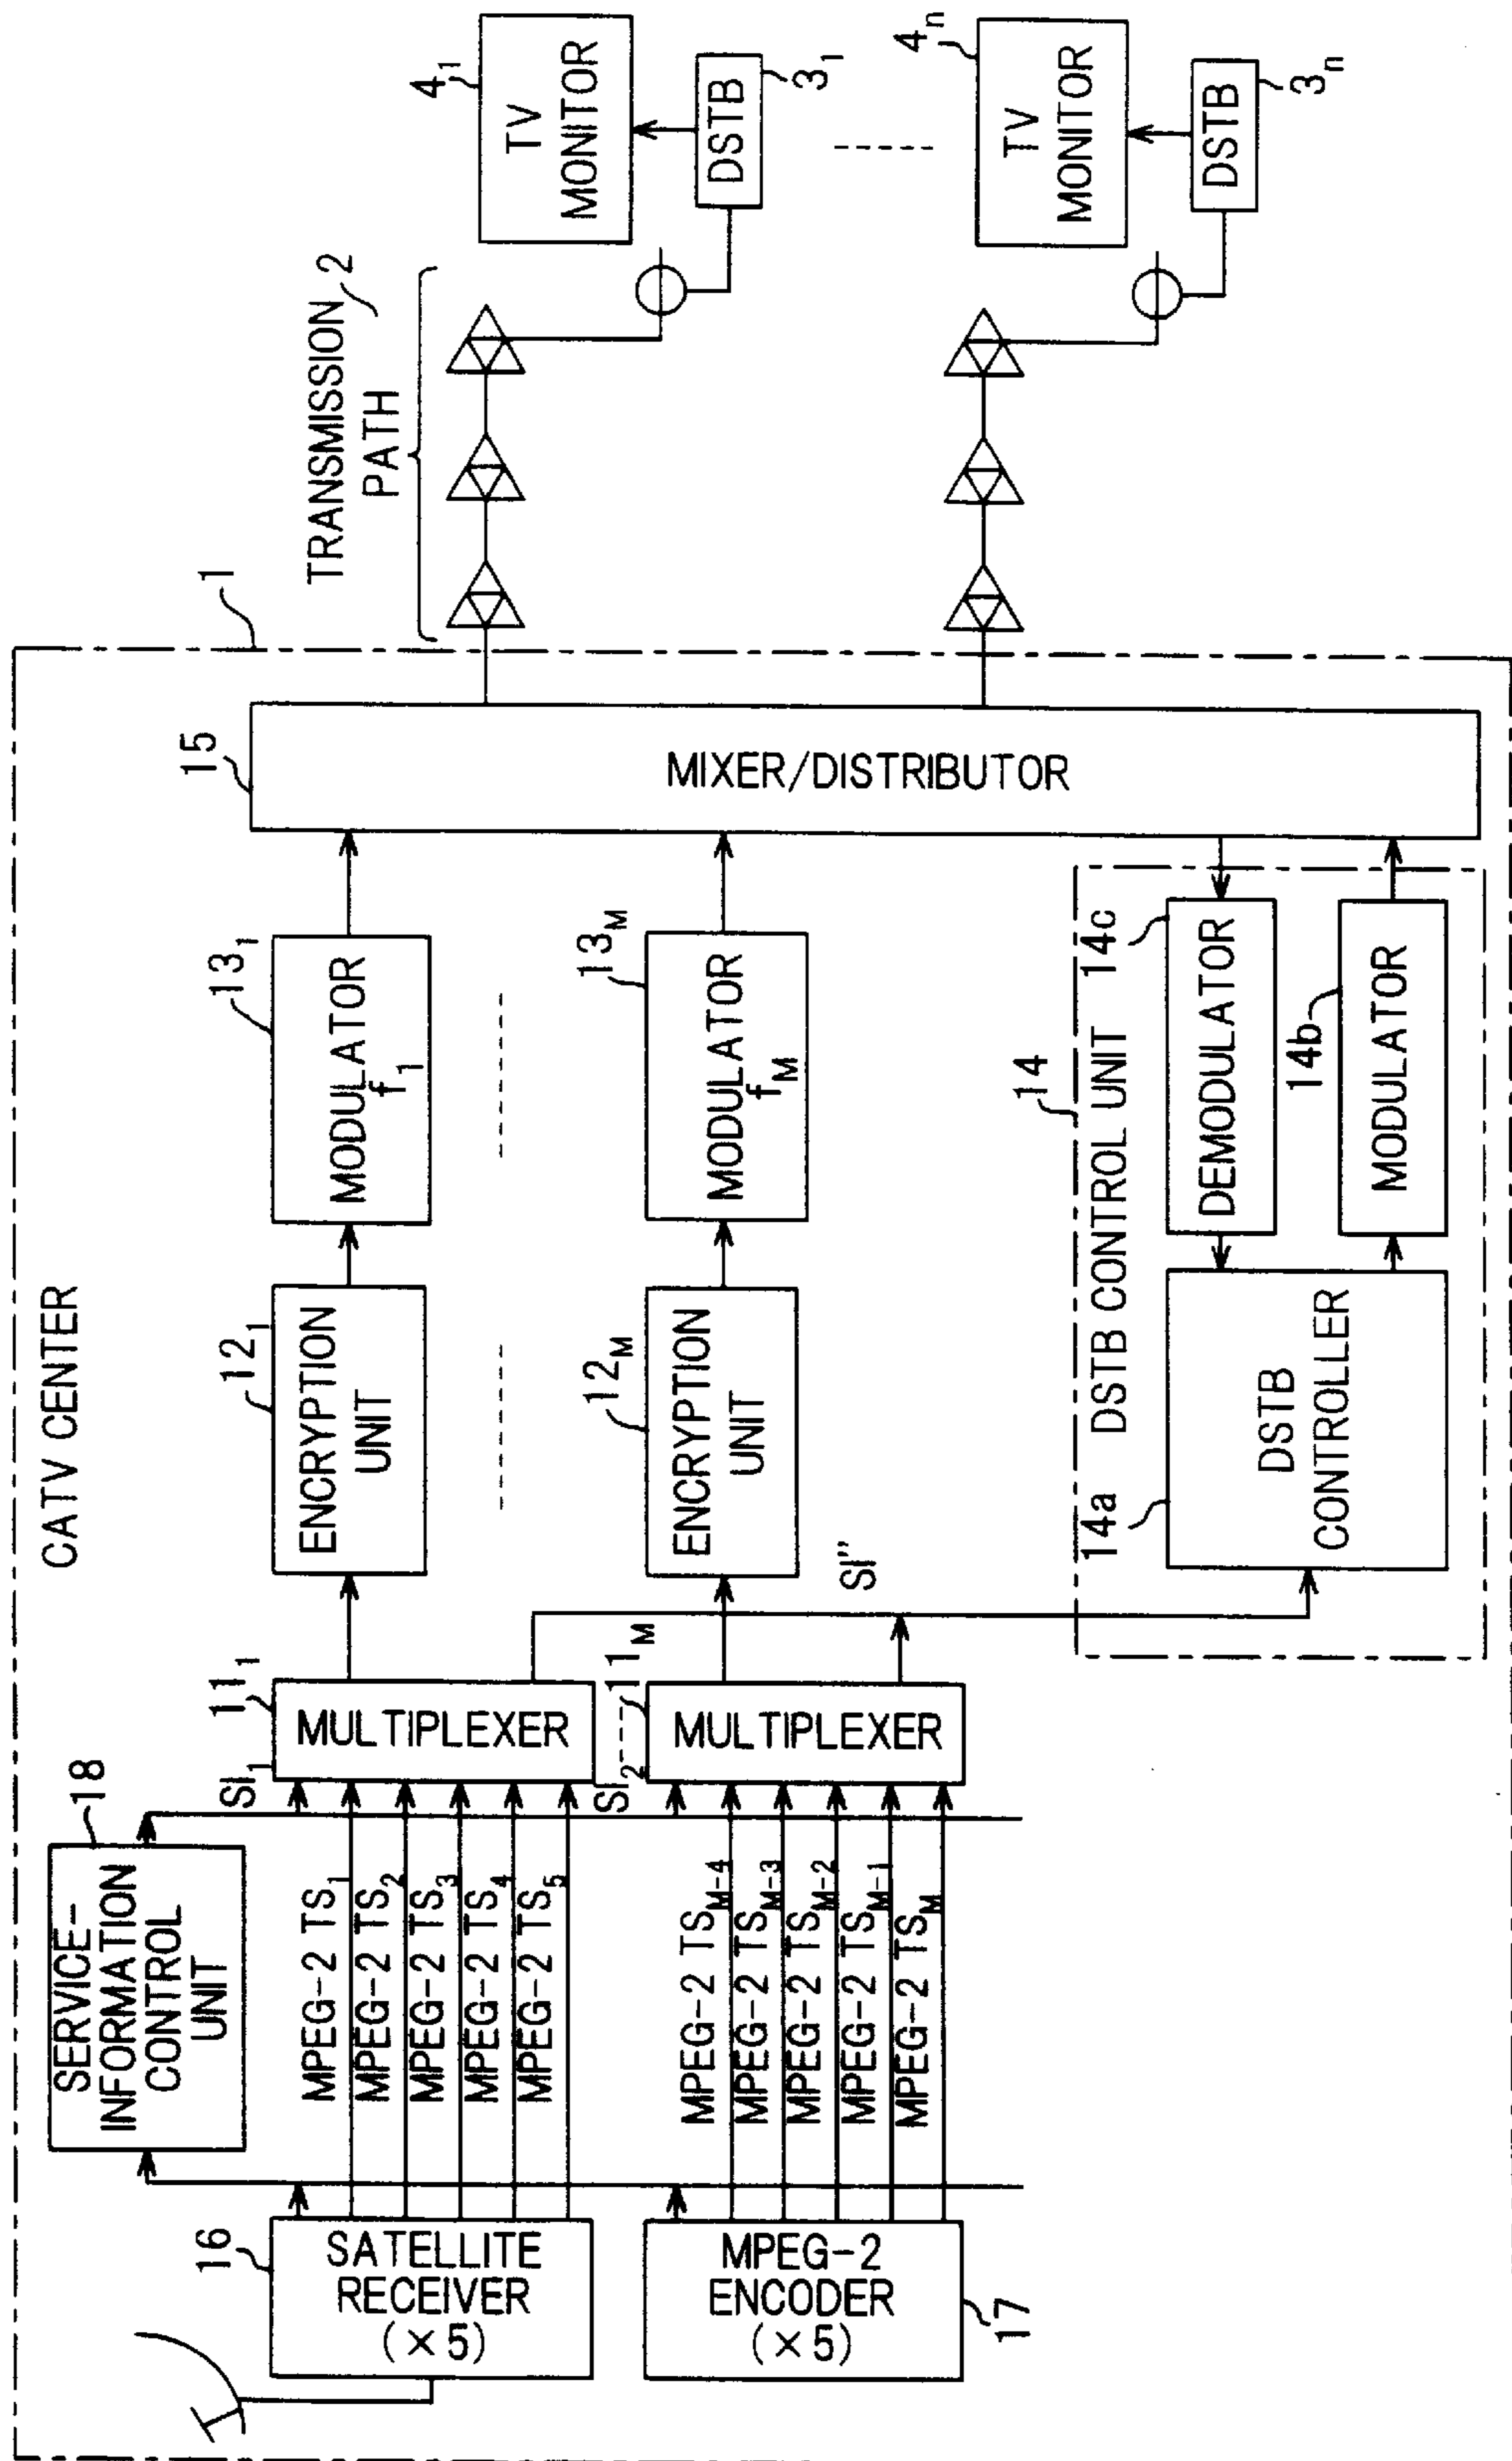 CATV CENTER
1
SERVICE-
INFORMATION
CONTROL
UNIT
18
16
SATELLITE
RECEIVER
(×5)
MPEG-2 TS1
MPEG-2 TS2
MPEG-2 TS3
MPEG-2 TS4
MPEG-2 TS5
SI1
111
MULTIPLEXER
121
ENCRYPTION
UNIT
131
MODULATOR
f1
15
MIXER/DISTRIBUTOR
MPEG-2
ENCODER
(×5)
17
MPEG-2 TSM-4
MPEG-2 TSM-3
MPEG-2 TSM-2
MPEG-2 TSM-1
MPEG-2 TSM
SI2
11M
MULTIPLEXER
12M
ENCRYPTION
UNIT
13M
MODULATOR
fM
SI"
14
DSTB CONTROL UNIT
14a
DSTB
CONTROLLER
14c
DEMODULATOR
14b
MODULATOR
TRANSMISSION
PATH
2
41
TV
MONITOR
DSTB
31
4n
TV
MONITOR
DSTB
3n